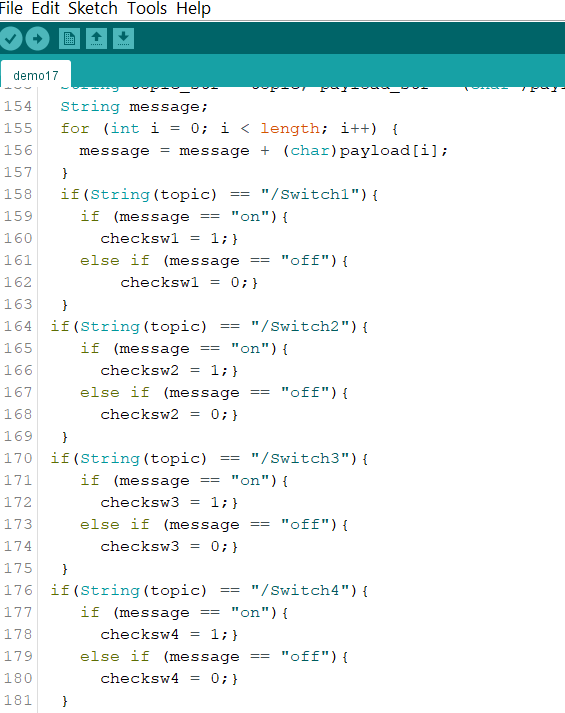 File Edit Sketch Tools Help
demo17
154 String message;
155 for (int i = 0; i < length; i++) {
156 message = message + (char)payload[i];
157 }
158 if(String(topic) == "/Switch1"){
159 if (message == "on"){
160 checksw1 = 1;}
161 else if (message == "off"){
162 checksw1 = 0;}
163 }
164 if(String(topic) == "/Switch2"){
165 if (message == "on"){
166 checksw2 = 1;}
167 else if (message == "off"){
168 checksw2 = 0;}
169 }
170 if(String(topic) == "/Switch3"){
171 if (message == "on"){
172 checksw3 = 1;}
173 else if (message == "off"){
174 checksw3 = 0;}
175 }
176 if(String(topic) == "/Switch4"){
177 if (message == "on"){
178 checksw4 = 1;}
179 else if (message == "off"){
180 checksw4 = 0;}
181 }